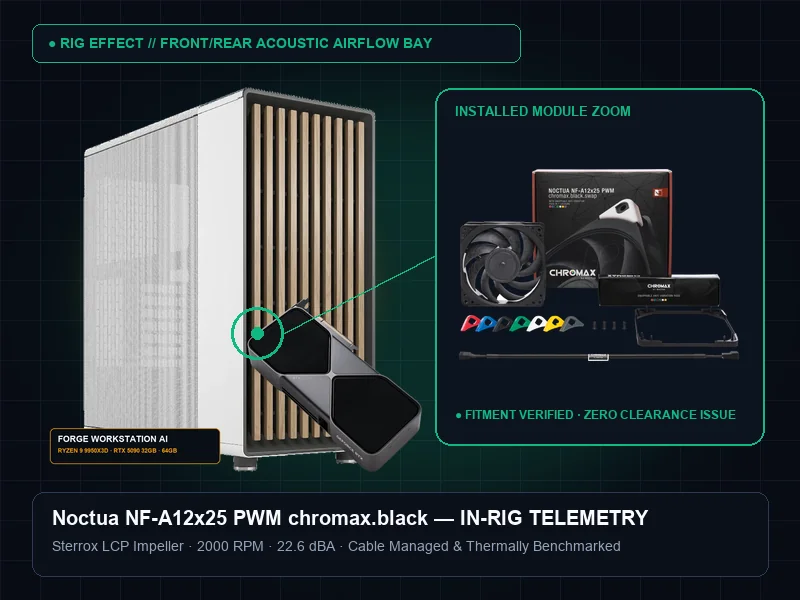 ● RIG EFFECT // FRONT/REAR ACOUSTIC AIRFLOW BAY
INSTALLED MODULE ZOOM
NOCTUA NF-A12x25 PWM
chromax.black.swap
CHROMAX
CHROMAX
● FITMENT VERIFIED · ZERO CLEARANCE ISSUE
FORGE WORKSTATION AI
RYZEN 9 9950X3D · RTX 5090 32GB · 64GB
Noctua NF-A12x25 PWM chromax.black — IN-RIG TELEMETRY
Sterrox LCP Impeller · 2000 RPM · 22.6 dBA · Cable Managed & Thermally Benchmarked